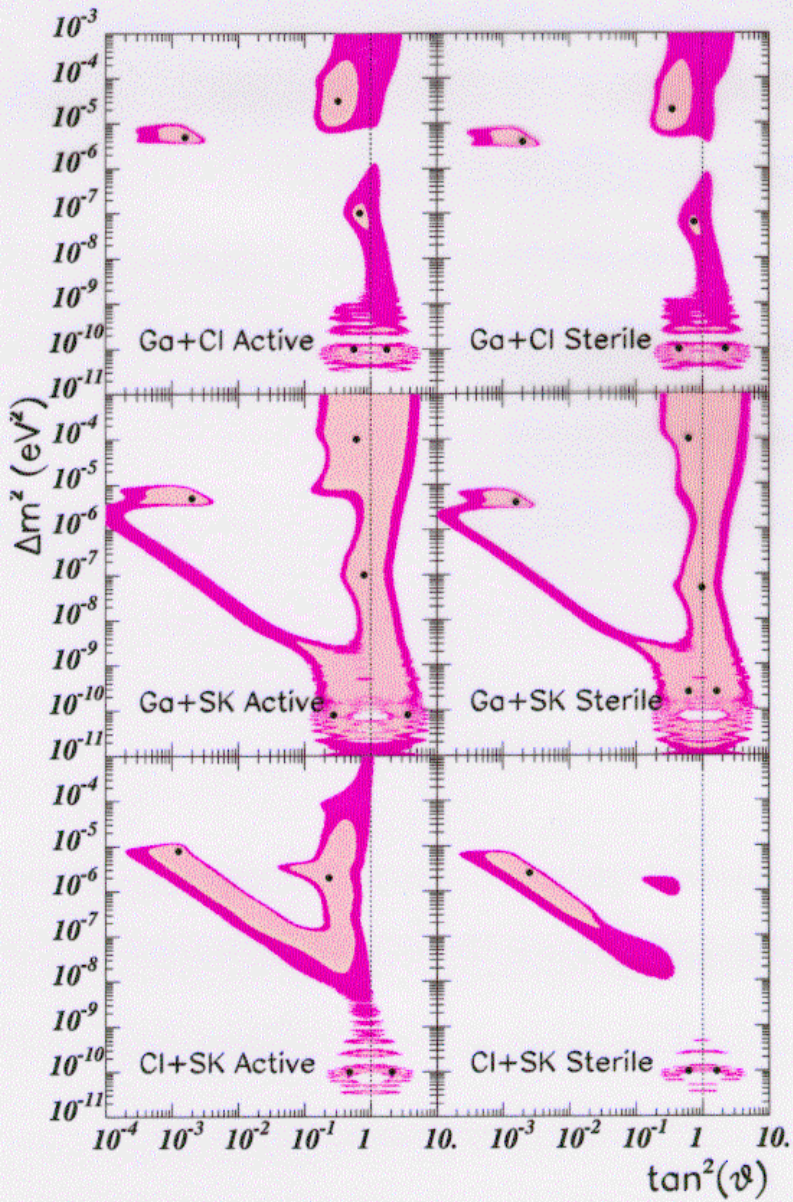 10⁻³
10⁻⁴
10⁻⁵
10⁻⁶
10⁻⁷
10⁻⁸
10⁻⁹
10⁻¹⁰
10⁻¹¹
Ga+Cl Active
Ga+Cl Sterile
10⁻⁴
10⁻⁵
10⁻⁶
10⁻⁷
10⁻⁸
10⁻⁹
10⁻¹⁰
10⁻¹¹
Δm² (eV²)
Ga+SK Active
Ga+SK Sterile
10⁻⁴
10⁻⁵
10⁻⁶
10⁻⁷
10⁻⁸
10⁻⁹
10⁻¹⁰
10⁻¹¹
Cl+SK Active
Cl+SK Sterile
10⁻⁴ 10⁻³ 10⁻² 10⁻¹ 1 10. 10⁻³ 10⁻² 10⁻¹ 1 10.
tan²(ϑ)